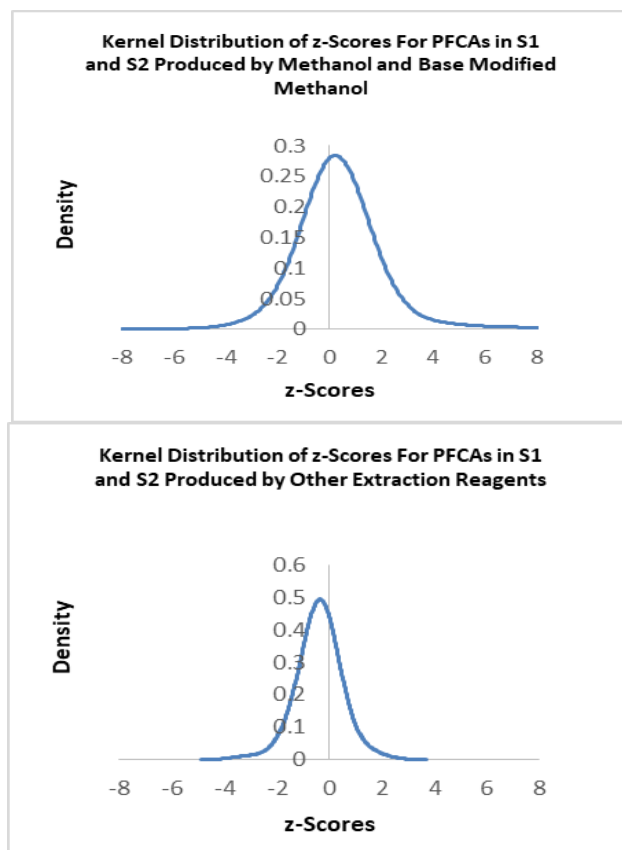 Kernel Distribution of z-Scores For PFCAs in S1
and S2 Produced by Methanol and Base Modified
Methanol
0.3
0.25
0.2
0.15
0.1
0.05
0
Density
-8 -6 -4 -2 0 2 4 6 8
z-Scores
Kernel Distribution of z-Scores For PFCAs in S1
and S2 Produced by Other Extraction Reagents
0.6
0.5
0.4
0.3
0.2
0.1
0
Density
-8 -6 -4 -2 0 2 4 6 8
z-Scores